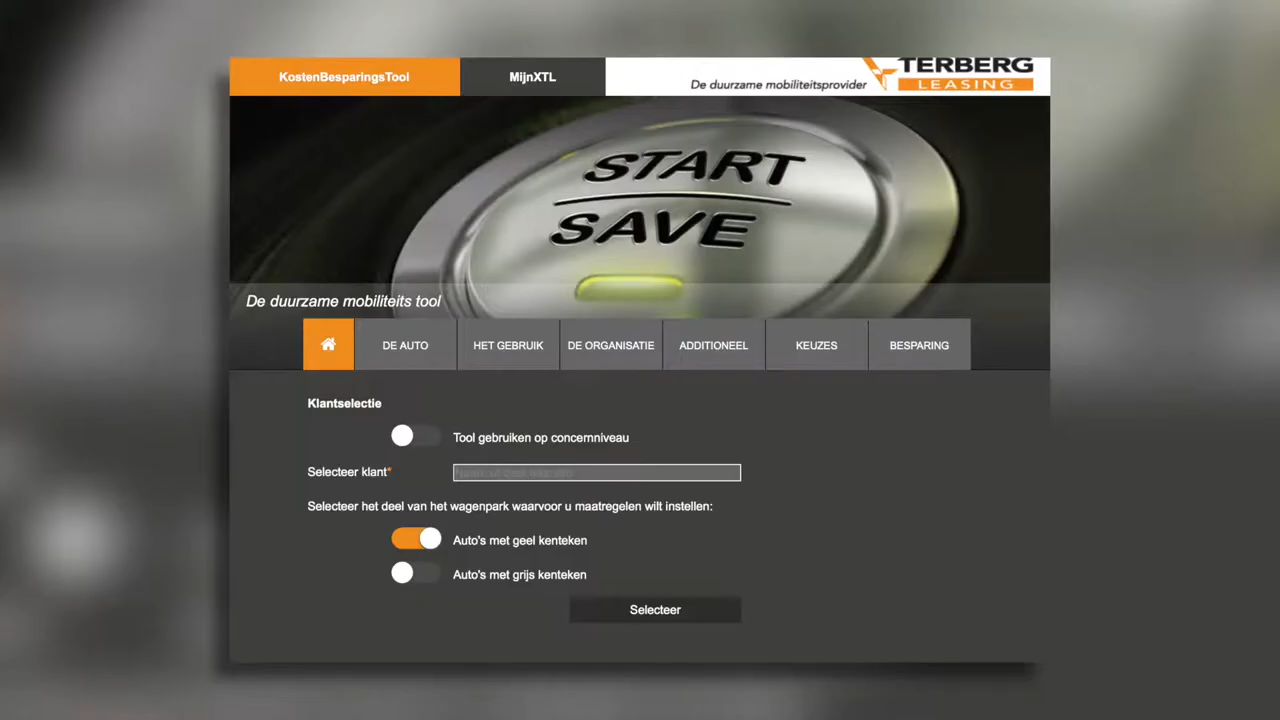 KostenBesparingsTool
MijnXTL
De duurzame mobiliteitsprovider
TERBERG
LEASING
START
SAVE
De duurzame mobiliteits tool
DE AUTO
HET GEBRUIK
DE ORGANISATIE
ADDITIONEEL
KEUZES
BESPARING
Klantselectie
Tool gebruiken op concernniveau
Selecteer klant*
Selecteer het deel van het wagenpark waarvoor u maatregelen wilt instellen:
Auto's met geel kenteken
Auto's met grijs kenteken
Selecteer